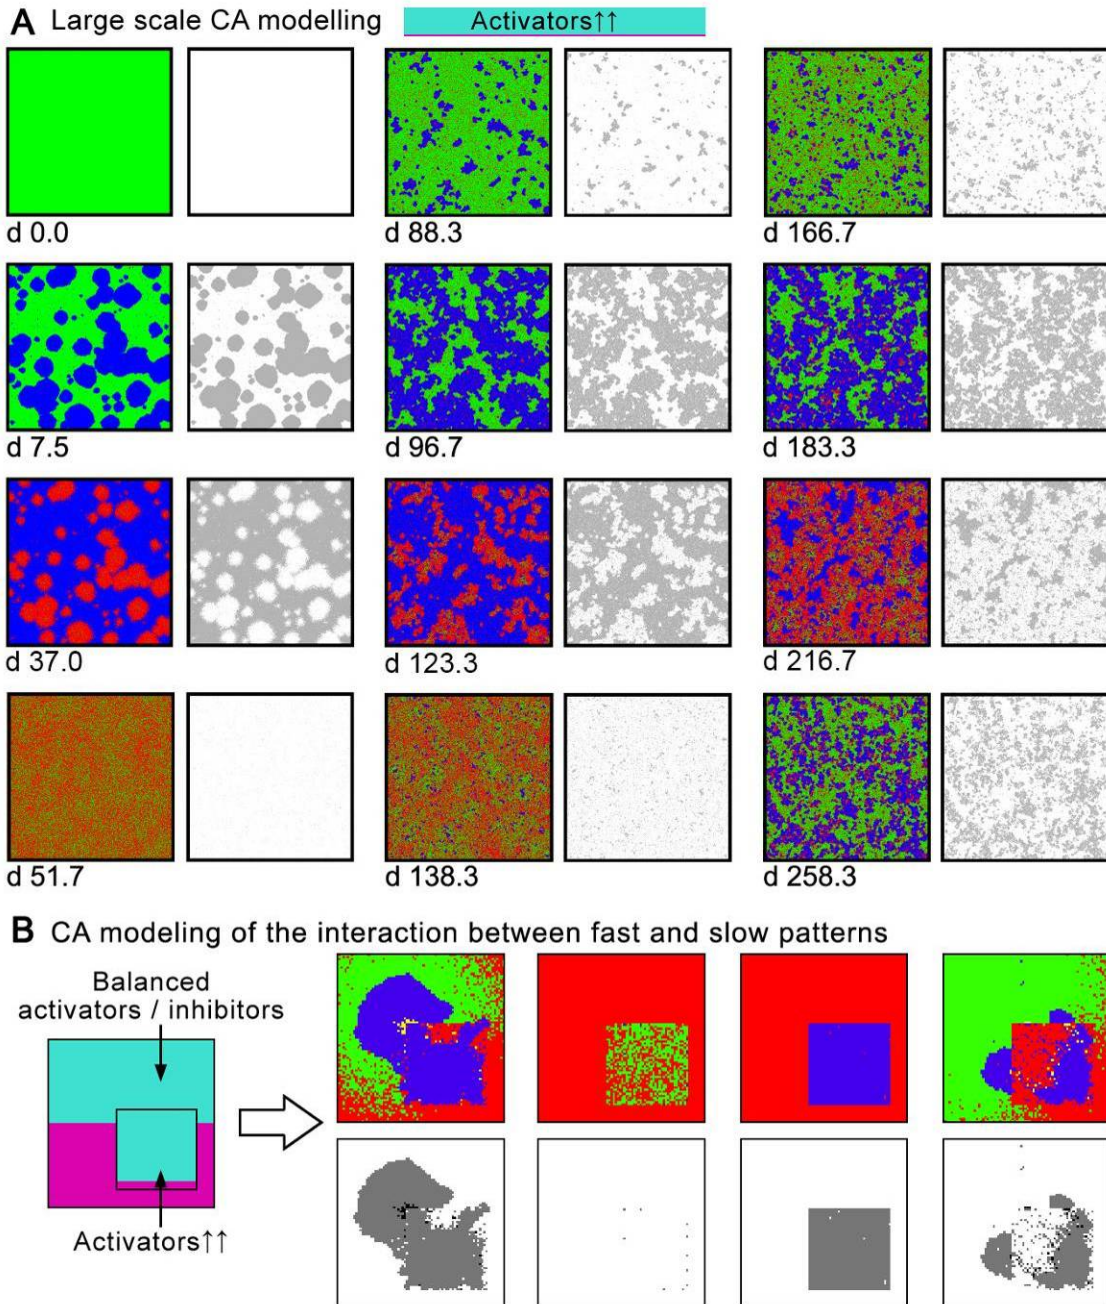 A Large scale CA modelling Activators↑↑
d 0.0 d 88.3 d 166.7
d 7.5 d 96.7 d 183.3
d 37.0 d 123.3 d 216.7
d 51.7 d 138.3 d 258.3
B CA modeling of the interaction between fast and slow patterns
Balanced
activators / inhibitors
Activators↑↑